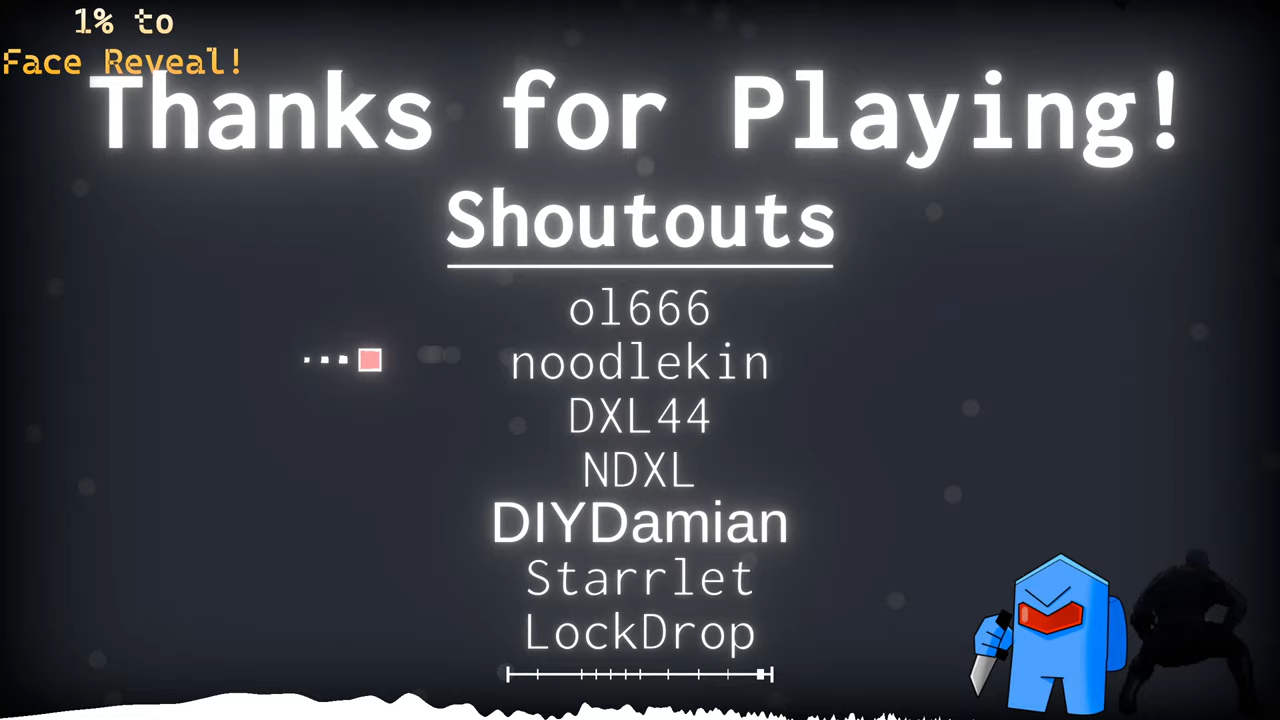 1% to
Face Reveal!
Thanks for Playing!
Shoutouts
ol666
noodlekin
DXL44
NDXL
DIYDamian
Starrlet
LockDrop